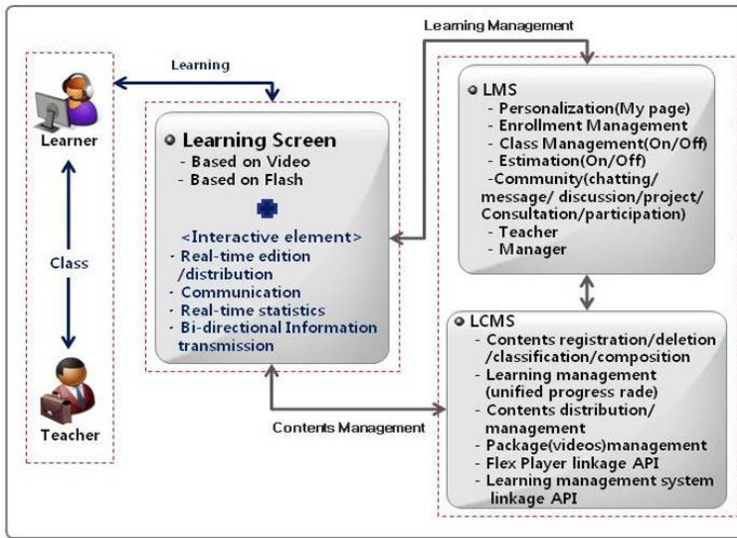 Learning Management
Learning
Learner
Class
Teacher
Learning Screen
- Based on Video
- Based on Flash
<Interactive element>
· Real-time edition
/distribution
· Communication
· Real-time statistics
· Bi-directional Information
transmission
Contents Management
LMS
- Personalization(My page)
- Enrollment Management
- Class Management(On/Off)
- Estimation(On/Off)
-Community(chatting/
message/ discussion/project/
Consultation/participation)
- Teacher
- Manager
LCMS
- Contents registration/deletion
/classification/composition
- Learning management
(unified progress rade)
- Contents distribution/
management
- Package(videos)management
- Flex Player linkage API
- Learning management system
linkage API